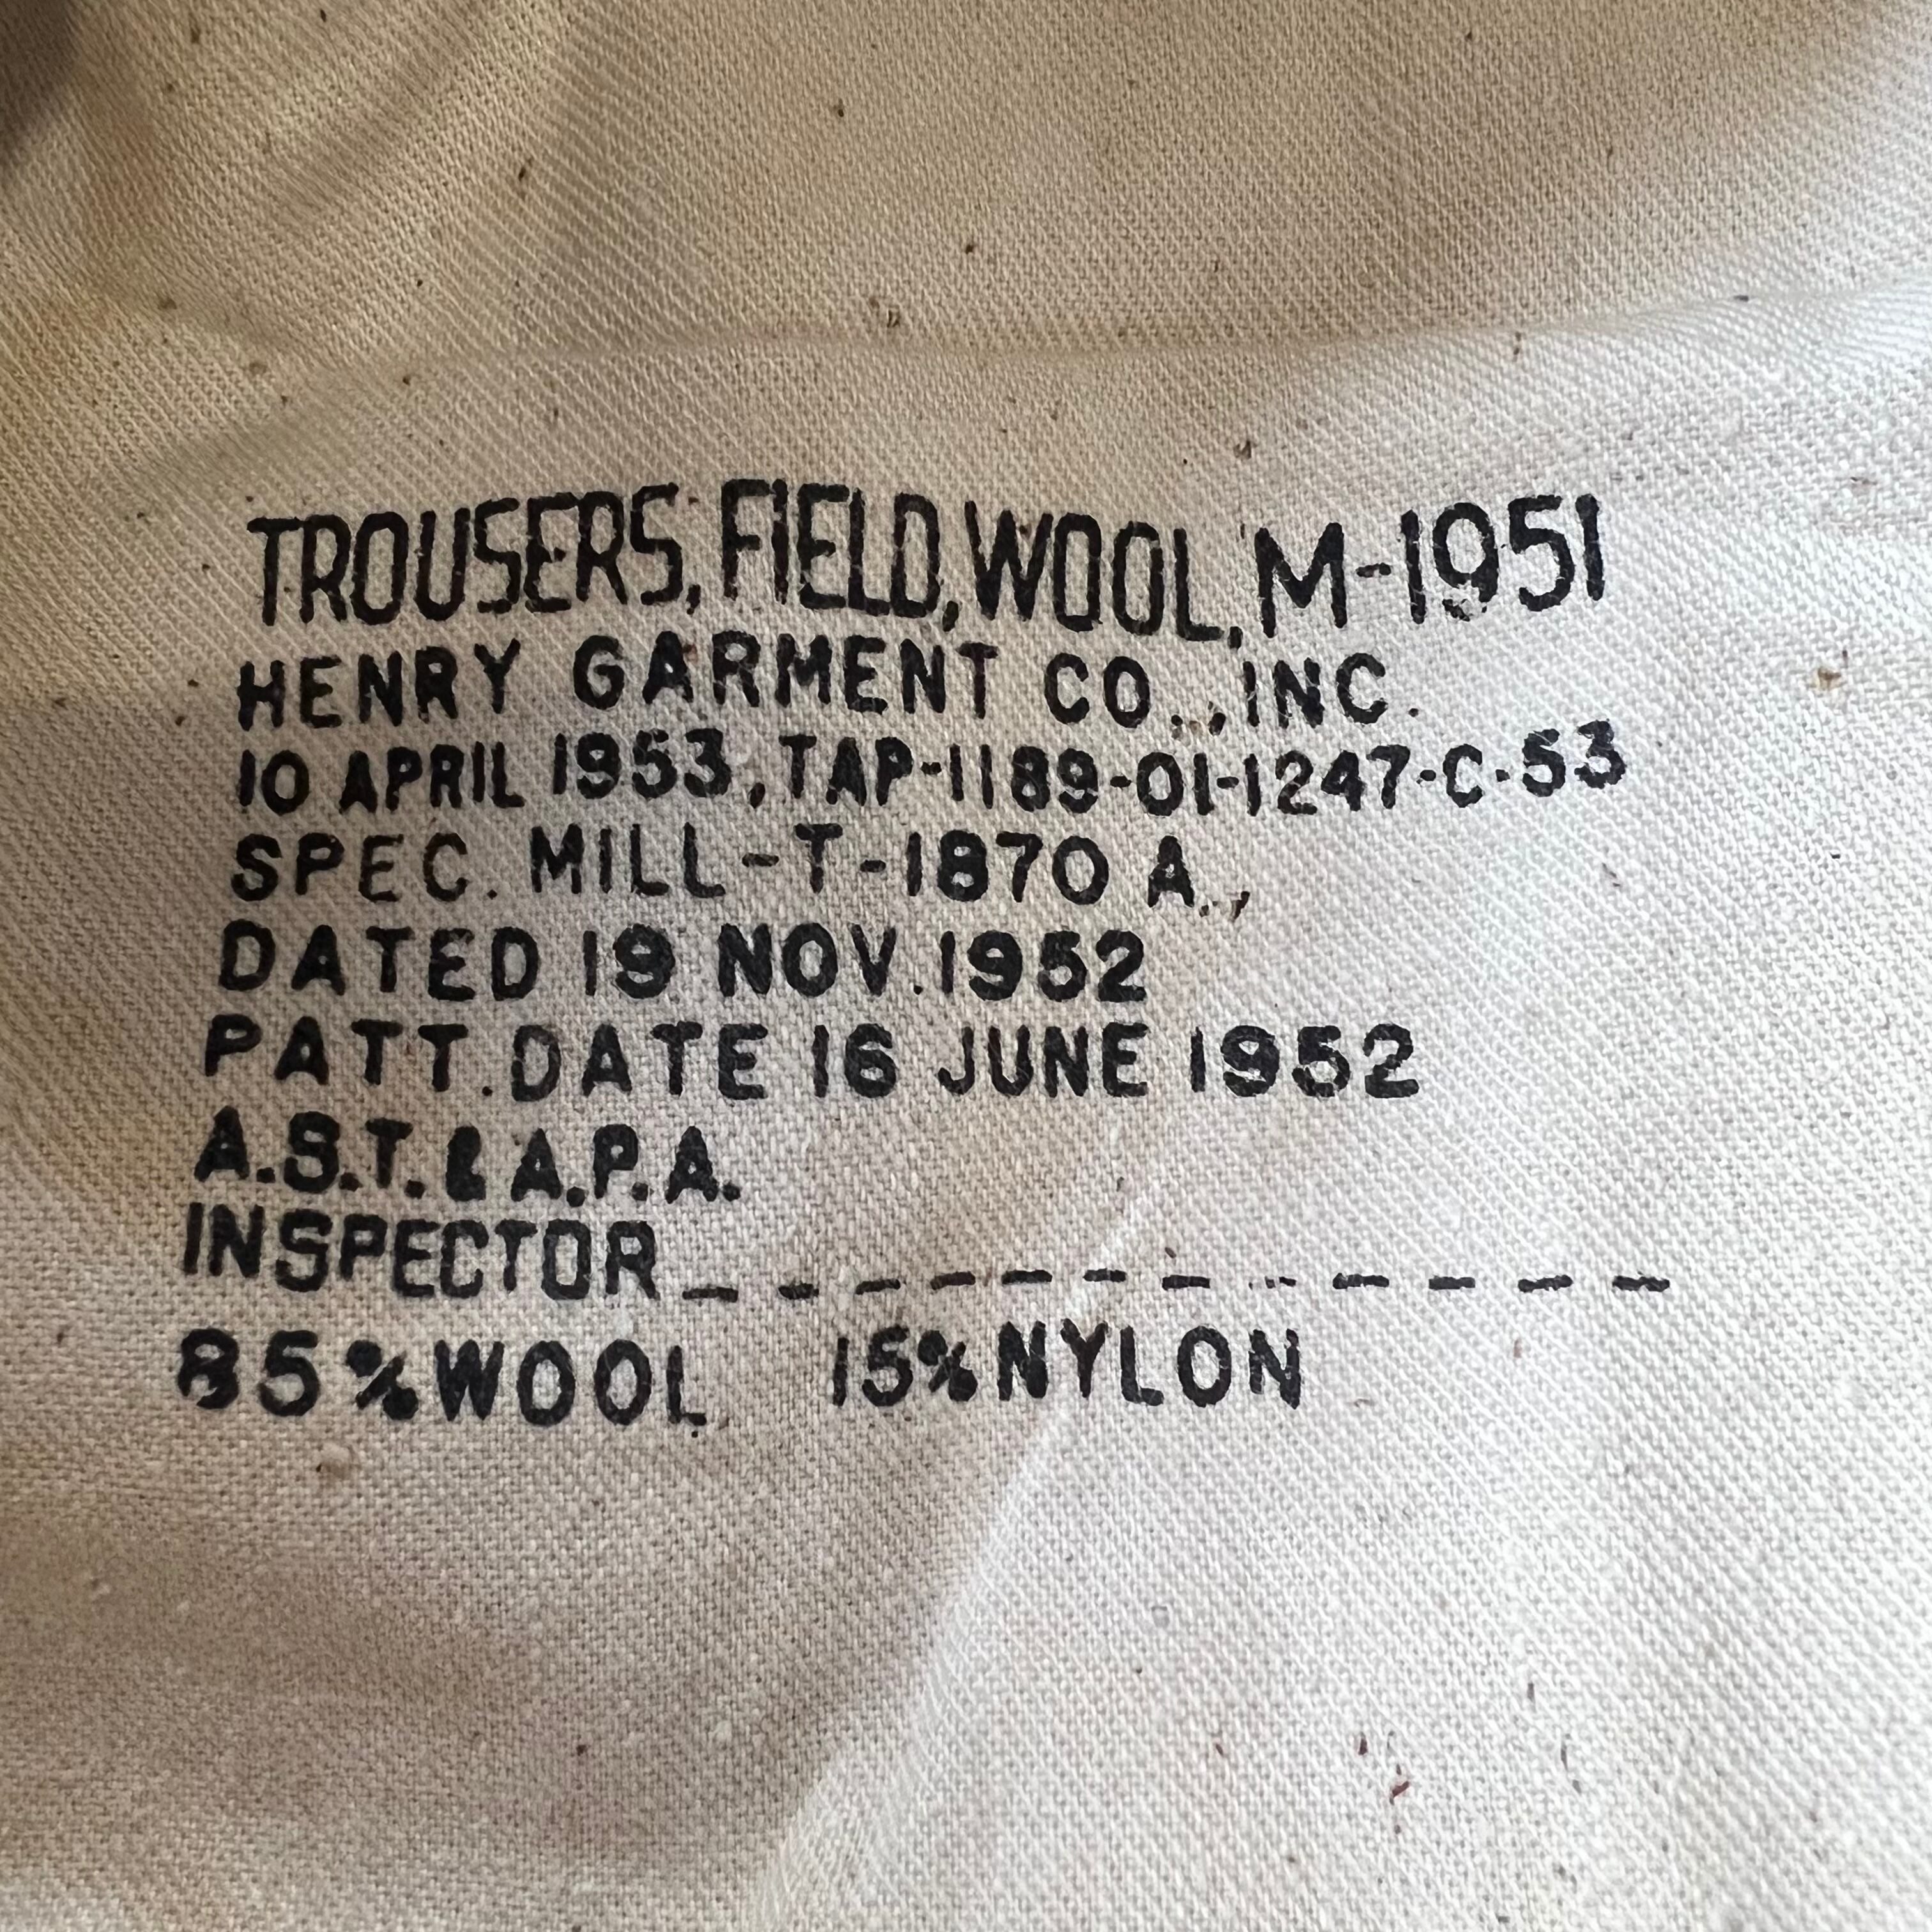 TROUSERS, FIELD, WOOL, M-1951
HENRY GARMENT CO., INC.
10 APRIL 1953, TAP-1189-01-1247-C-53
SPEC. MILL-T-1870 A.,
DATED 19 NOV. 1952
PATT. DATE 16 JUNE 1952
A.S.T. & A.P.A.
INSPECTOR_ _ _ _ _ _ _ _ _ _ _ _
85% WOOL 15% NYLON